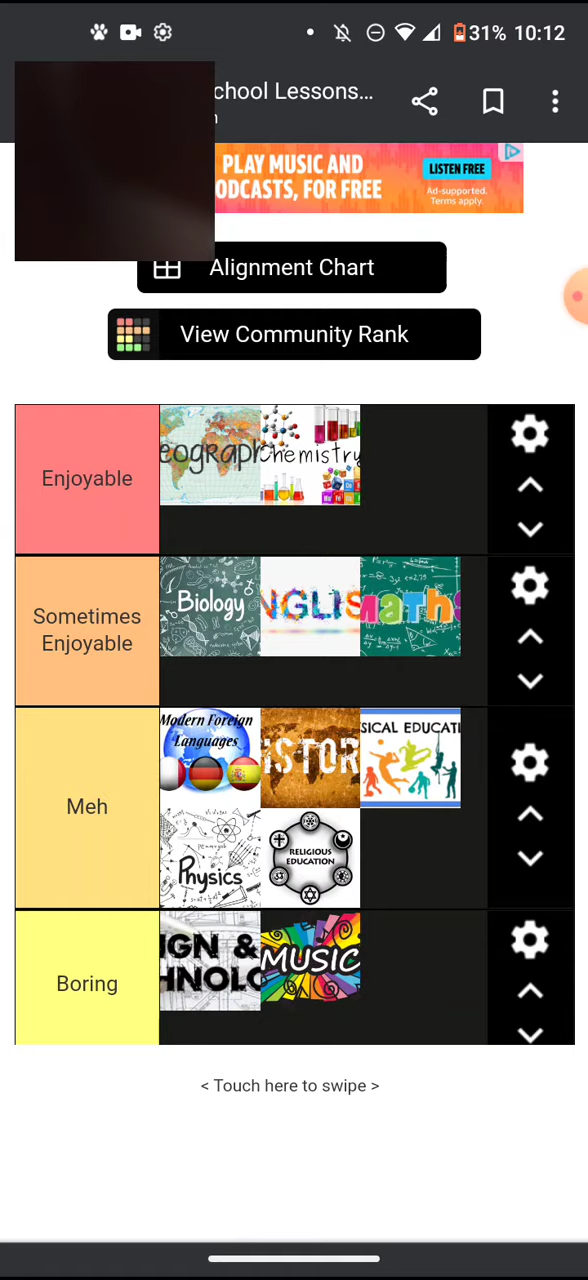 31% 10:12
chool Lessons...
PLAY MUSIC AND
ODCASTS, FOR FREE
LISTEN FREE
Ad-supported.
Terms apply.
Alignment Chart
View Community Rank
Enjoyable
eograph
chemistry
Sometimes
Enjoyable
Biology
NGLIS
maths
Meh
Modern Foreign
Languages
ISTOR
SICAL EDUCATI
Physics
RELIGIOUS
EDUCATION
Boring
IGN &
HNOLO
MUSIC
< Touch here to swipe >